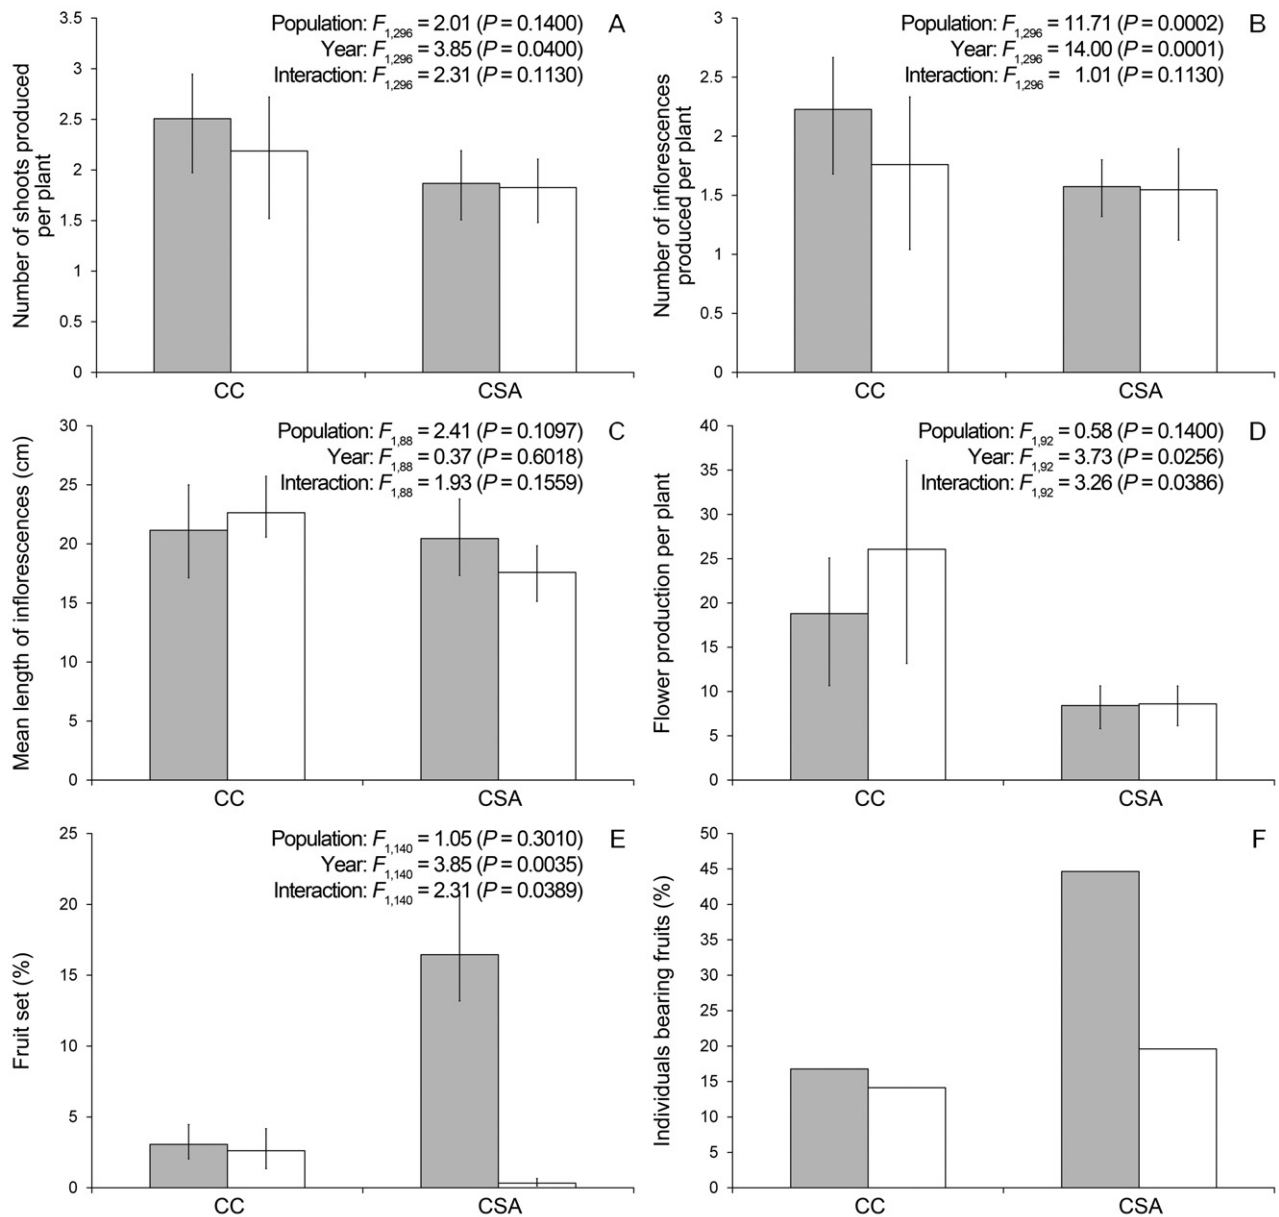 Population: F1,296 = 2.01 (P = 0.1400)
Year: F1,296 = 3.85 (P = 0.0400)
Interaction: F1,296 = 2.31 (P = 0.1130)
A
Number of shoots produced
per plant
3.5
3
2.5
2
1.5
1
0.5
0
CC
CSA
Population: F1,296 = 11.71 (P = 0.0002)
Year: F1,296 = 14.00 (P = 0.0001)
Interaction: F1,296 = 1.01 (P = 0.1130)
B
Number of inflorescences
produced per plant
3
2.5
2
1.5
1
0.5
0
CC
CSA
Population: F1,88 = 2.41 (P = 0.1097)
Year: F1,88 = 0.37 (P = 0.6018)
Interaction: F1,88 = 1.93 (P = 0.1559)
C
Mean length of inflorescences (cm)
30
25
20
15
10
5
0
CC
CSA
Population: F1,92 = 0.58 (P = 0.1400)
Year: F1,92 = 3.73 (P = 0.0256)
Interaction: F1,92 = 3.26 (P = 0.0386)
D
Flower production per plant
40
35
30
25
20
15
10
5
0
CC
CSA
Population: F1,140 = 1.05 (P = 0.3010)
Year: F1,140 = 3.85 (P = 0.0035)
Interaction: F1,140 = 2.31 (P = 0.0389)
E
Fruit set (%)
25
20
15
10
5
0
CC
CSA
F
Individuals bearing fruits (%)
50
45
40
35
30
25
20
15
10
5
0
CC
CSA